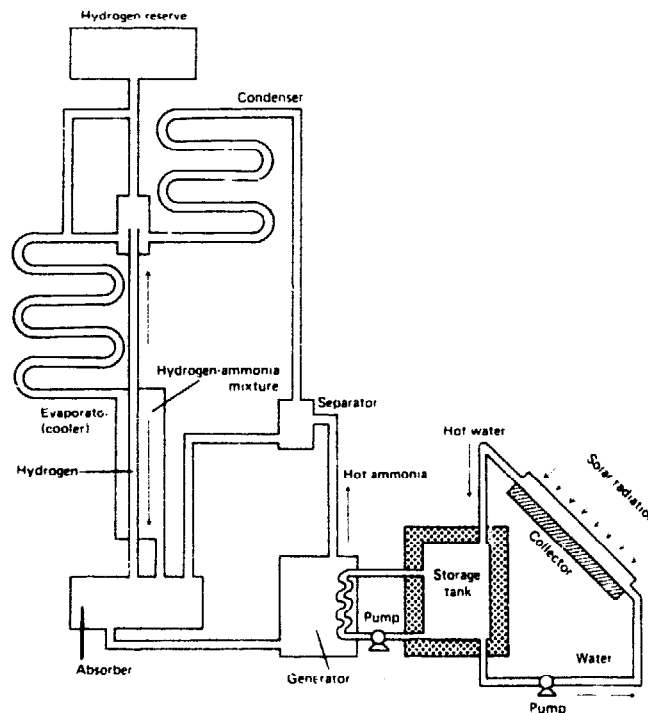 Hydrogen reserve
Condenser
Hydrogen-ammonia
mixture
Evaporato.
(cooler)
Separator
Hydrogen
Hot ammonia
Hot water
Solar radiation
Collector
Storage
tank
Pump
Absorber
Generator
Water
Pump